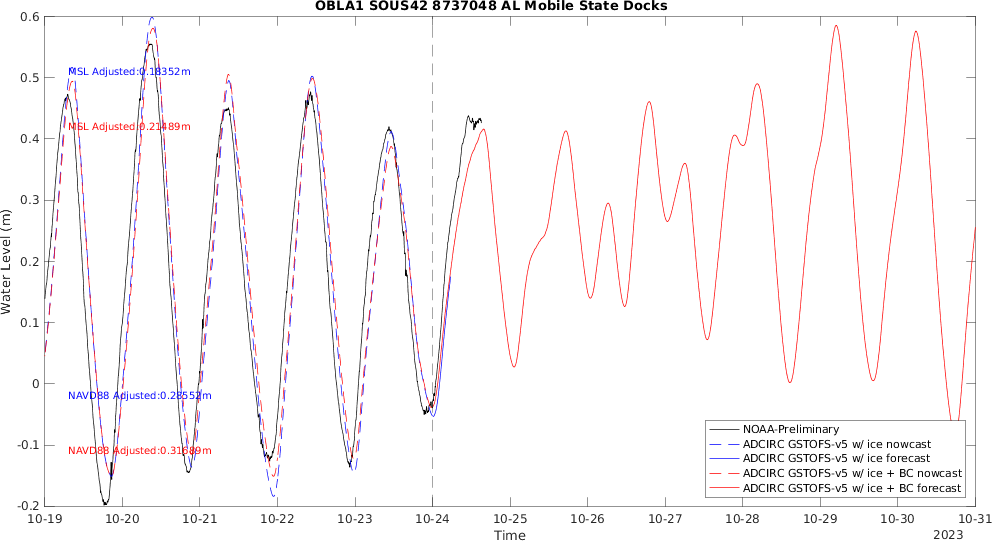 OBLA1 SOUS42 8737048 AL Mobile State Docks
0.6
0.5
0.4
0.3
0.2
0.1
0
-0.1
-0.2
Water Level (m)
MSL Adjusted:0.18352m
MSL Adjusted:0.21489m
NAVD88 Adjusted:0.28552m
NAVD88 Adjusted:0.31689m
NOAA-Preliminary
ADCIRC GSTOFS-v5 w/ ice nowcast
ADCIRC GSTOFS-v5 w/ ice forecast
ADCIRC GSTOFS-v5 w/ ice + BC nowcast
ADCIRC GSTOFS-v5 w/ ice + BC forecast
10-19 10-20 10-21 10-22 10-23 10-24 10-25 10-26 10-27 10-28 10-29 10-30 10-31
Time
2023